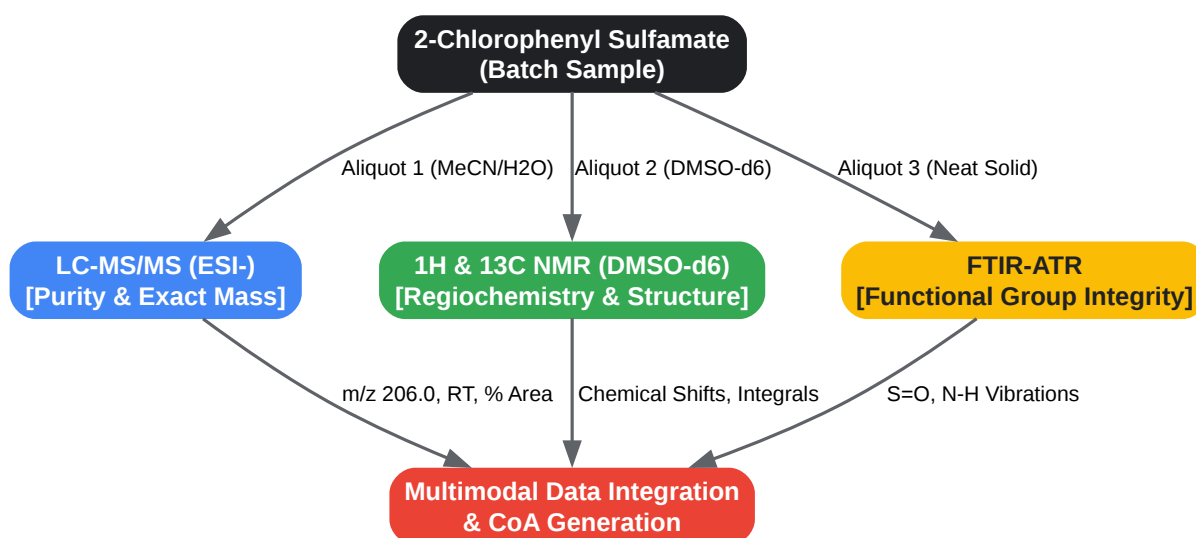 2-Chlorophenyl Sulfamate
(Batch Sample)
Aliquot 1 (MeCN/H2O)
Aliquot 2 (DMSO-d6)
Aliquot 3 (Neat Solid)
LC-MS/MS (ESI-)
[Purity & Exact Mass]
1H & 13C NMR (DMSO-d6)
[Regiochemistry & Structure]
FTIR-ATR
[Functional Group Integrity]
m/z 206.0, RT, % Area
Chemical Shifts, Integrals
S=O, N-H Vibrations
Multimodal Data Integration
& CoA Generation